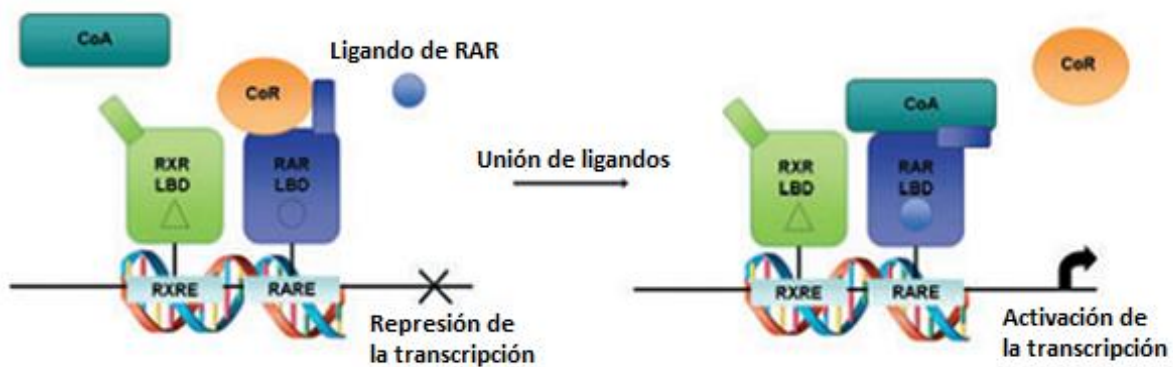 CoA
Ligando de RAR
CoR
RXR
LBD
RAR
LBD
RXRE
RARE
Represión de
la transcripción
Unión de ligandos
CoR
CoA
RXR
LBD
RAR
LBD
RXRE
RARE
Activación de
la transcripción